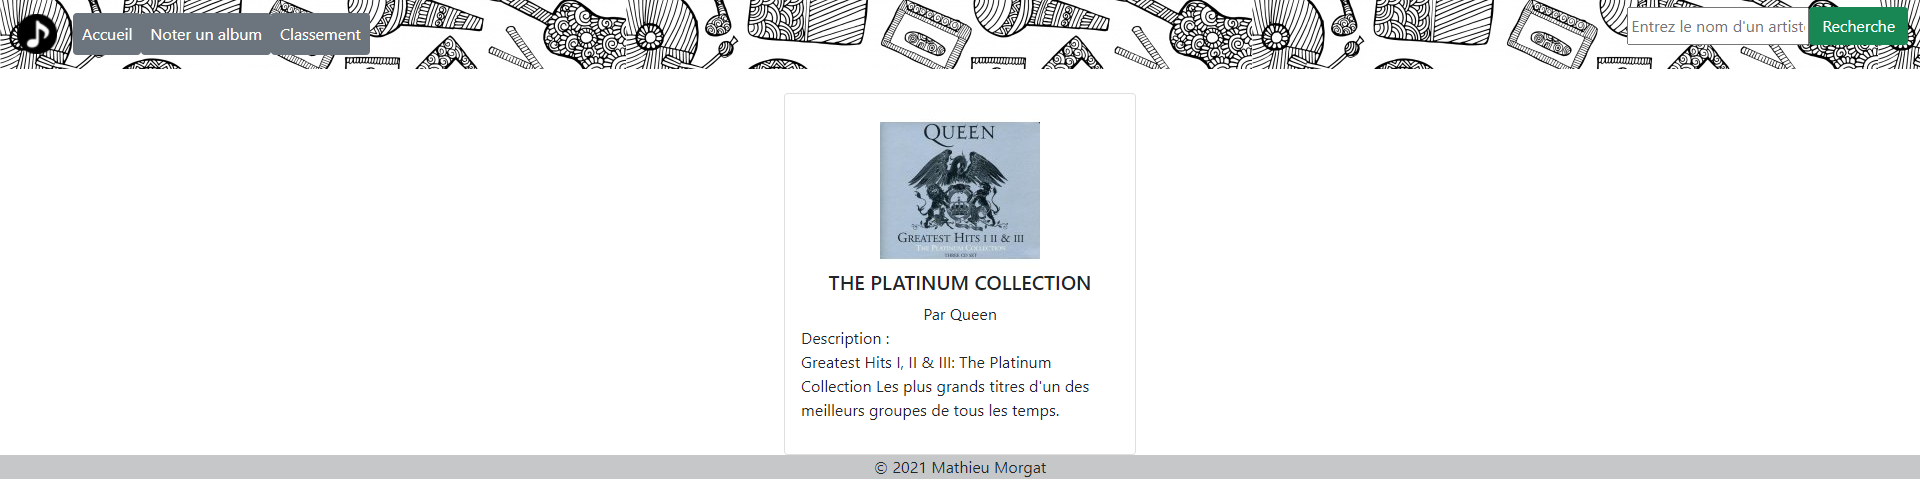 Accueil Noter un album Classement
Entrez le nom d'un artist
Recherche
QUEEN
GREATEST HITS I II & III
THE PLATINUM COLLECTION
THREE CD SET
THE PLATINUM COLLECTION
Par Queen
Description :
Greatest Hits I, II & III: The Platinum
Collection Les plus grands titres d'un des
meilleurs groupes de tous les temps.
© 2021 Mathieu Morgat